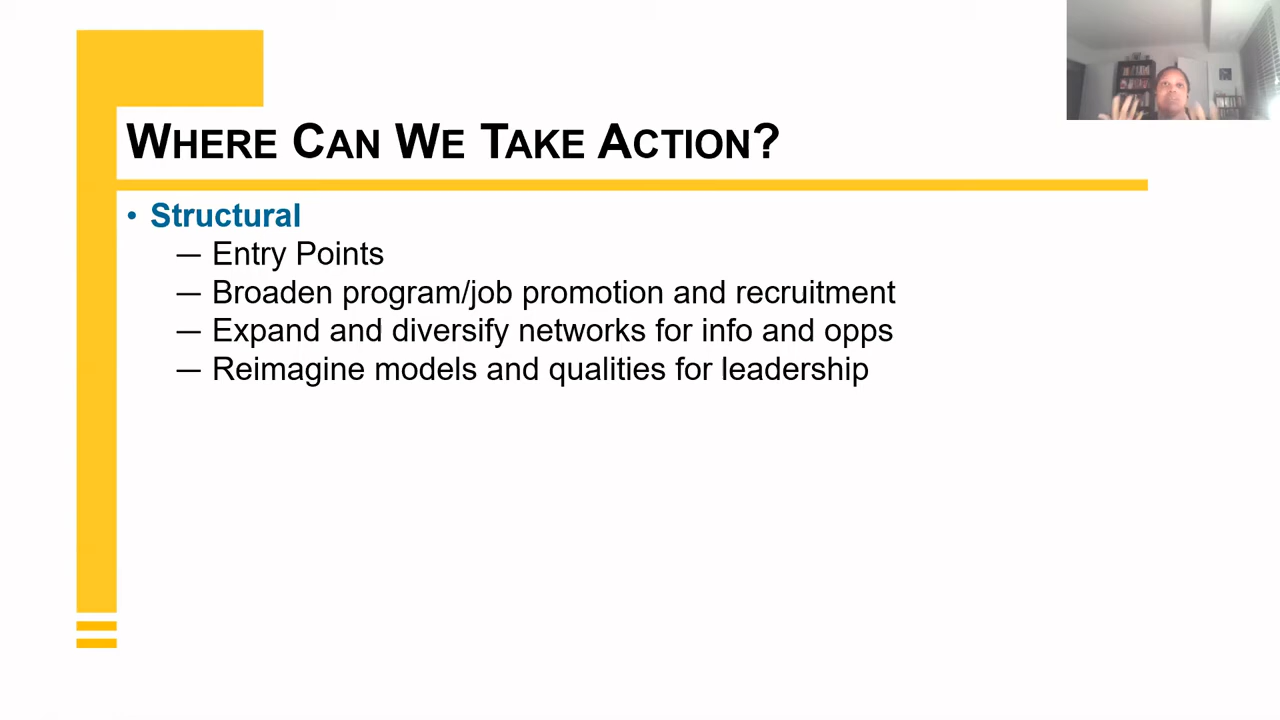 WHERE CAN WE TAKE ACTION?
• Structural
— Entry Points
— Broaden program/job promotion and recruitment
— Expand and diversify networks for info and opps
— Reimagine models and qualities for leadership